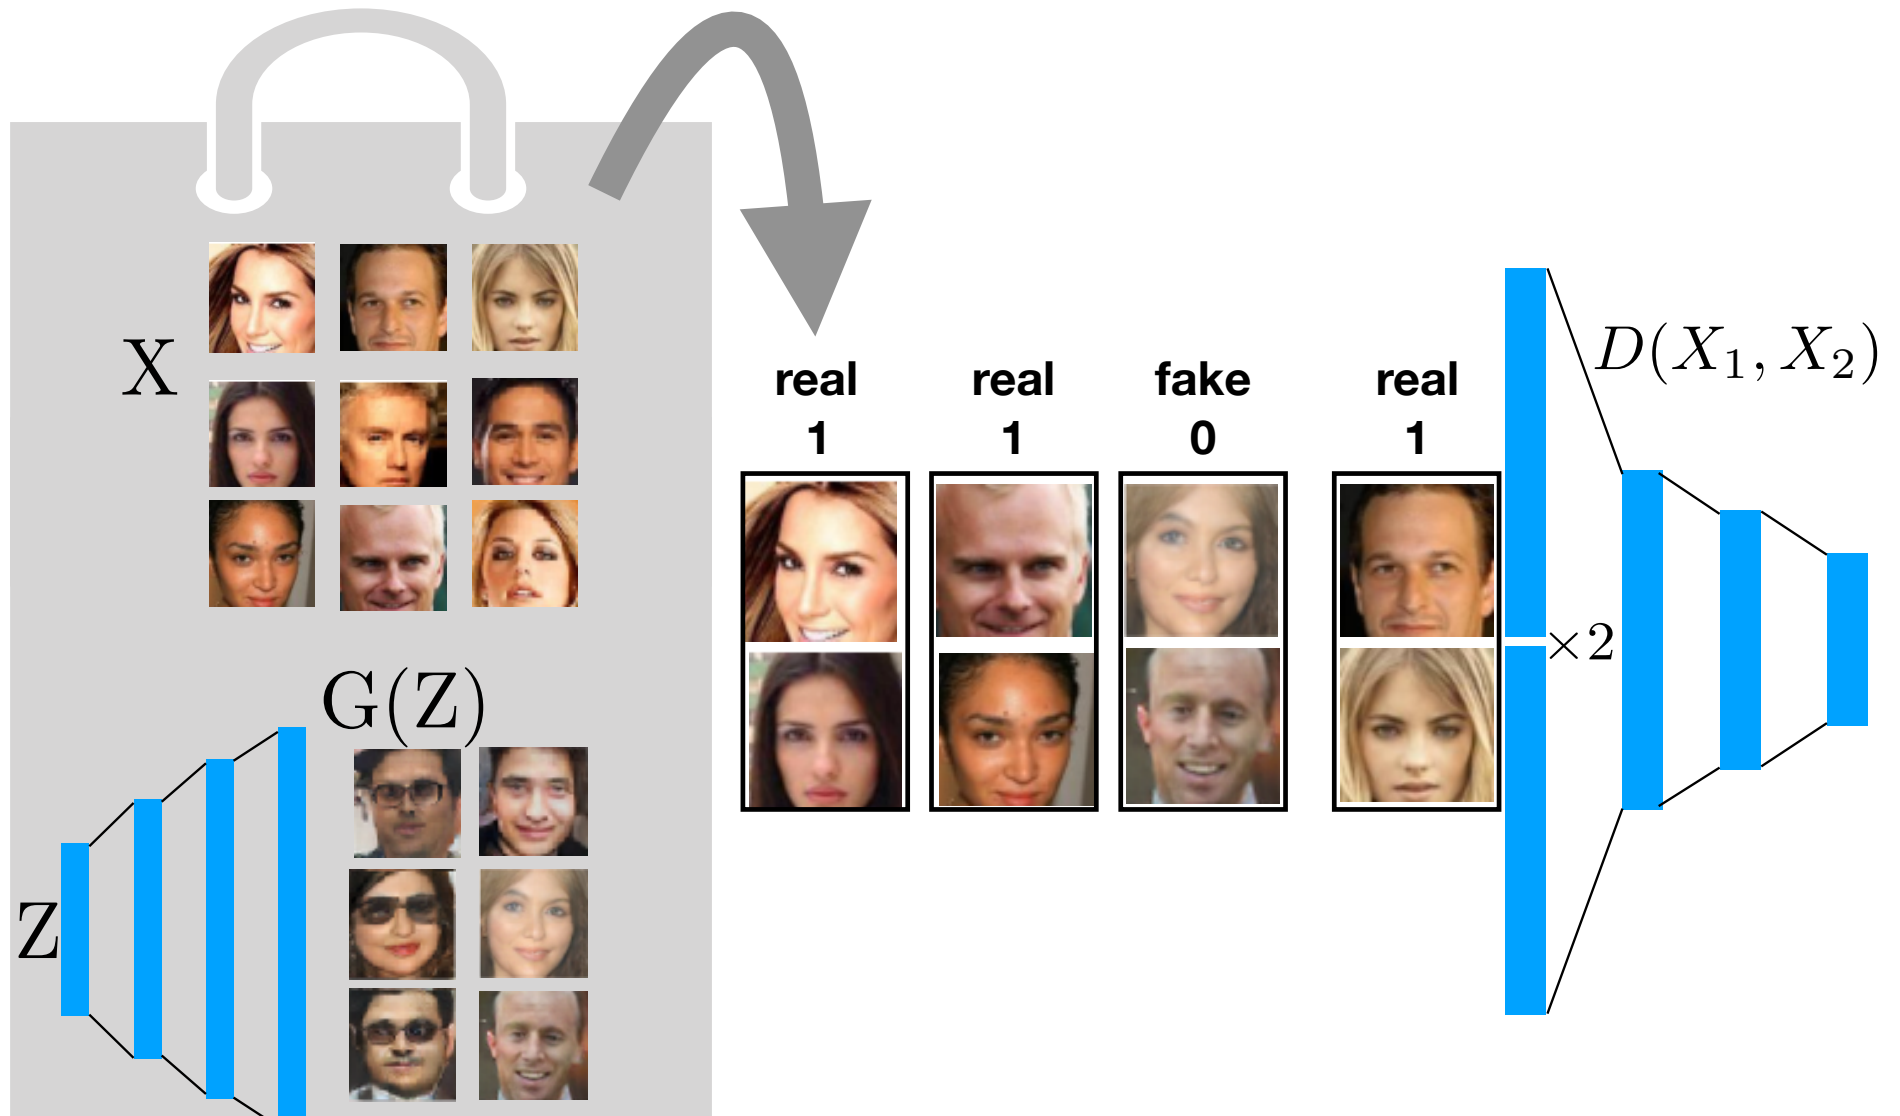 X
G(Z)
Z
real
1
real
1
fake
0
real
1
D(X₁, X₂)
×2